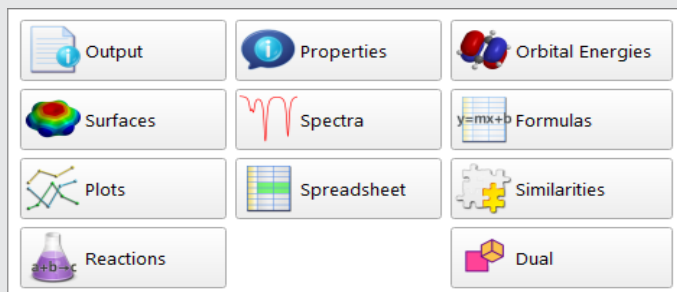 Output
Properties
Orbital Energies
Surfaces
Spectra
y=mx+b
Formulas
Plots
Spreadsheet
Similarities
a+b→c
Reactions
Dual